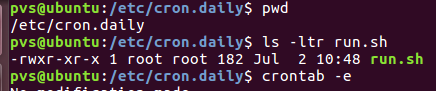 pvs@ubuntu:/etc/cron.daily$ pwd
/etc/cron.daily
pvs@ubuntu:/etc/cron.daily$ ls -ltr run.sh
-rwxr-xr-x 1 root root 182 Jul  2 10:48 run.sh
pvs@ubuntu:/etc/cron.daily$ crontab -e